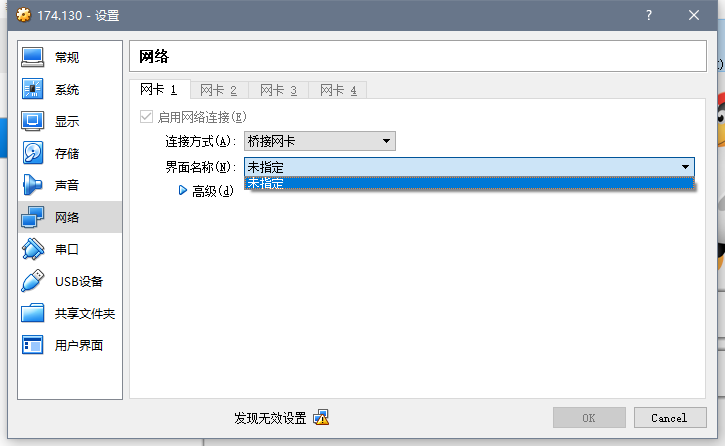 174.130 - 设置
常规
系统
显示
存储
声音
网络
串口
USB设备
共享文件夹
用户界面
网络
网卡 1 网卡 2 网卡 3 网卡 4
启用网络连接(E)
连接方式(A): 桥接网卡
界面名称(N): 未指定
未指定
高级(d)
发现无效设置
OK Cancel